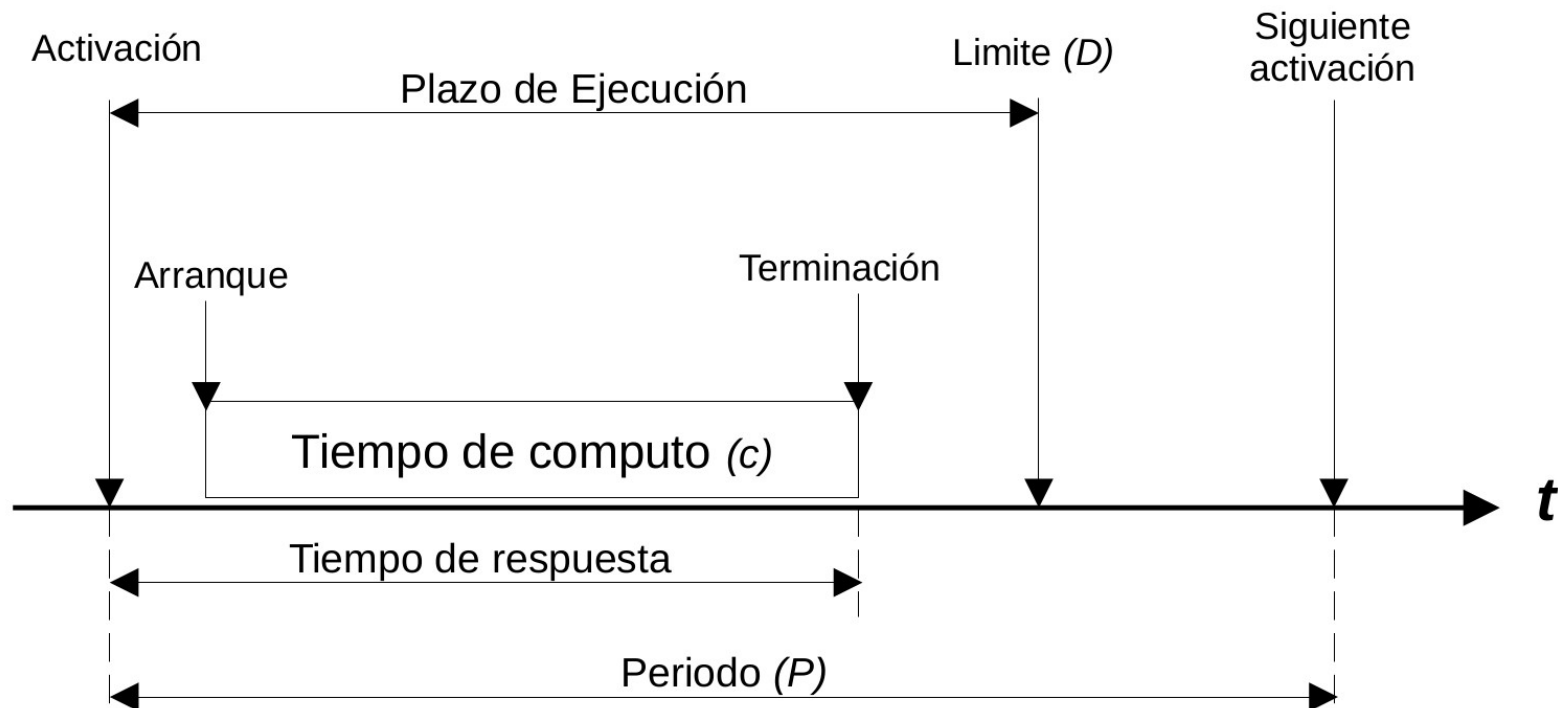 Activación
Plazo de Ejecución
Limite (D)
Siguiente
activación
Arranque
Terminación
Tiempo de computo (c)
t
Tiempo de respuesta
Periodo (P)